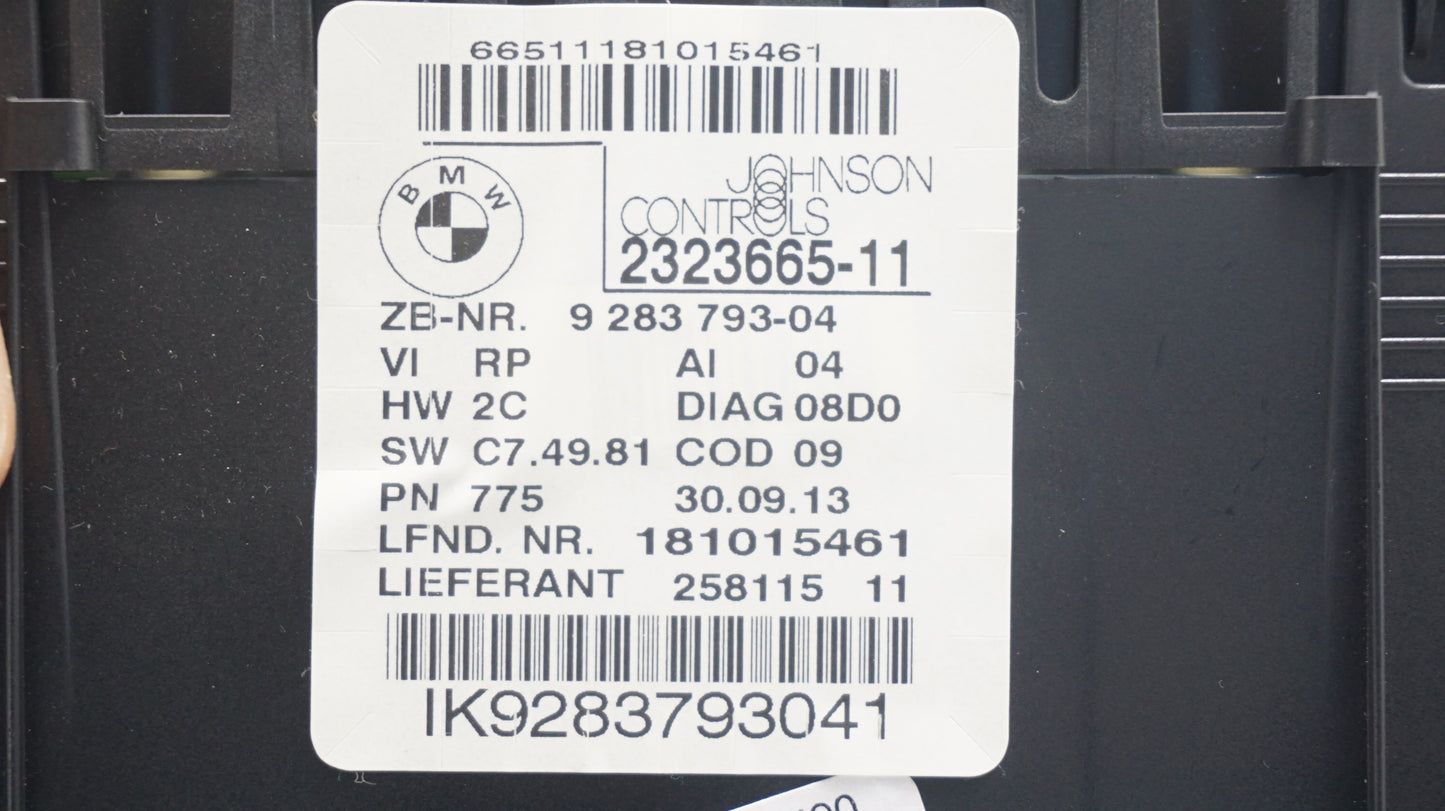 66511181015461
BMW
JOHNSON
CONTROLS
2323665-11
ZB-NR. 9 283 793-04
VI RP AI 04
HW 2C DIAG 08D0
SW C7.49.81 COD 09
PN 775 30.09.13
LFND. NR. 181015461
LIEFERANT 258115 11
IK9283793041